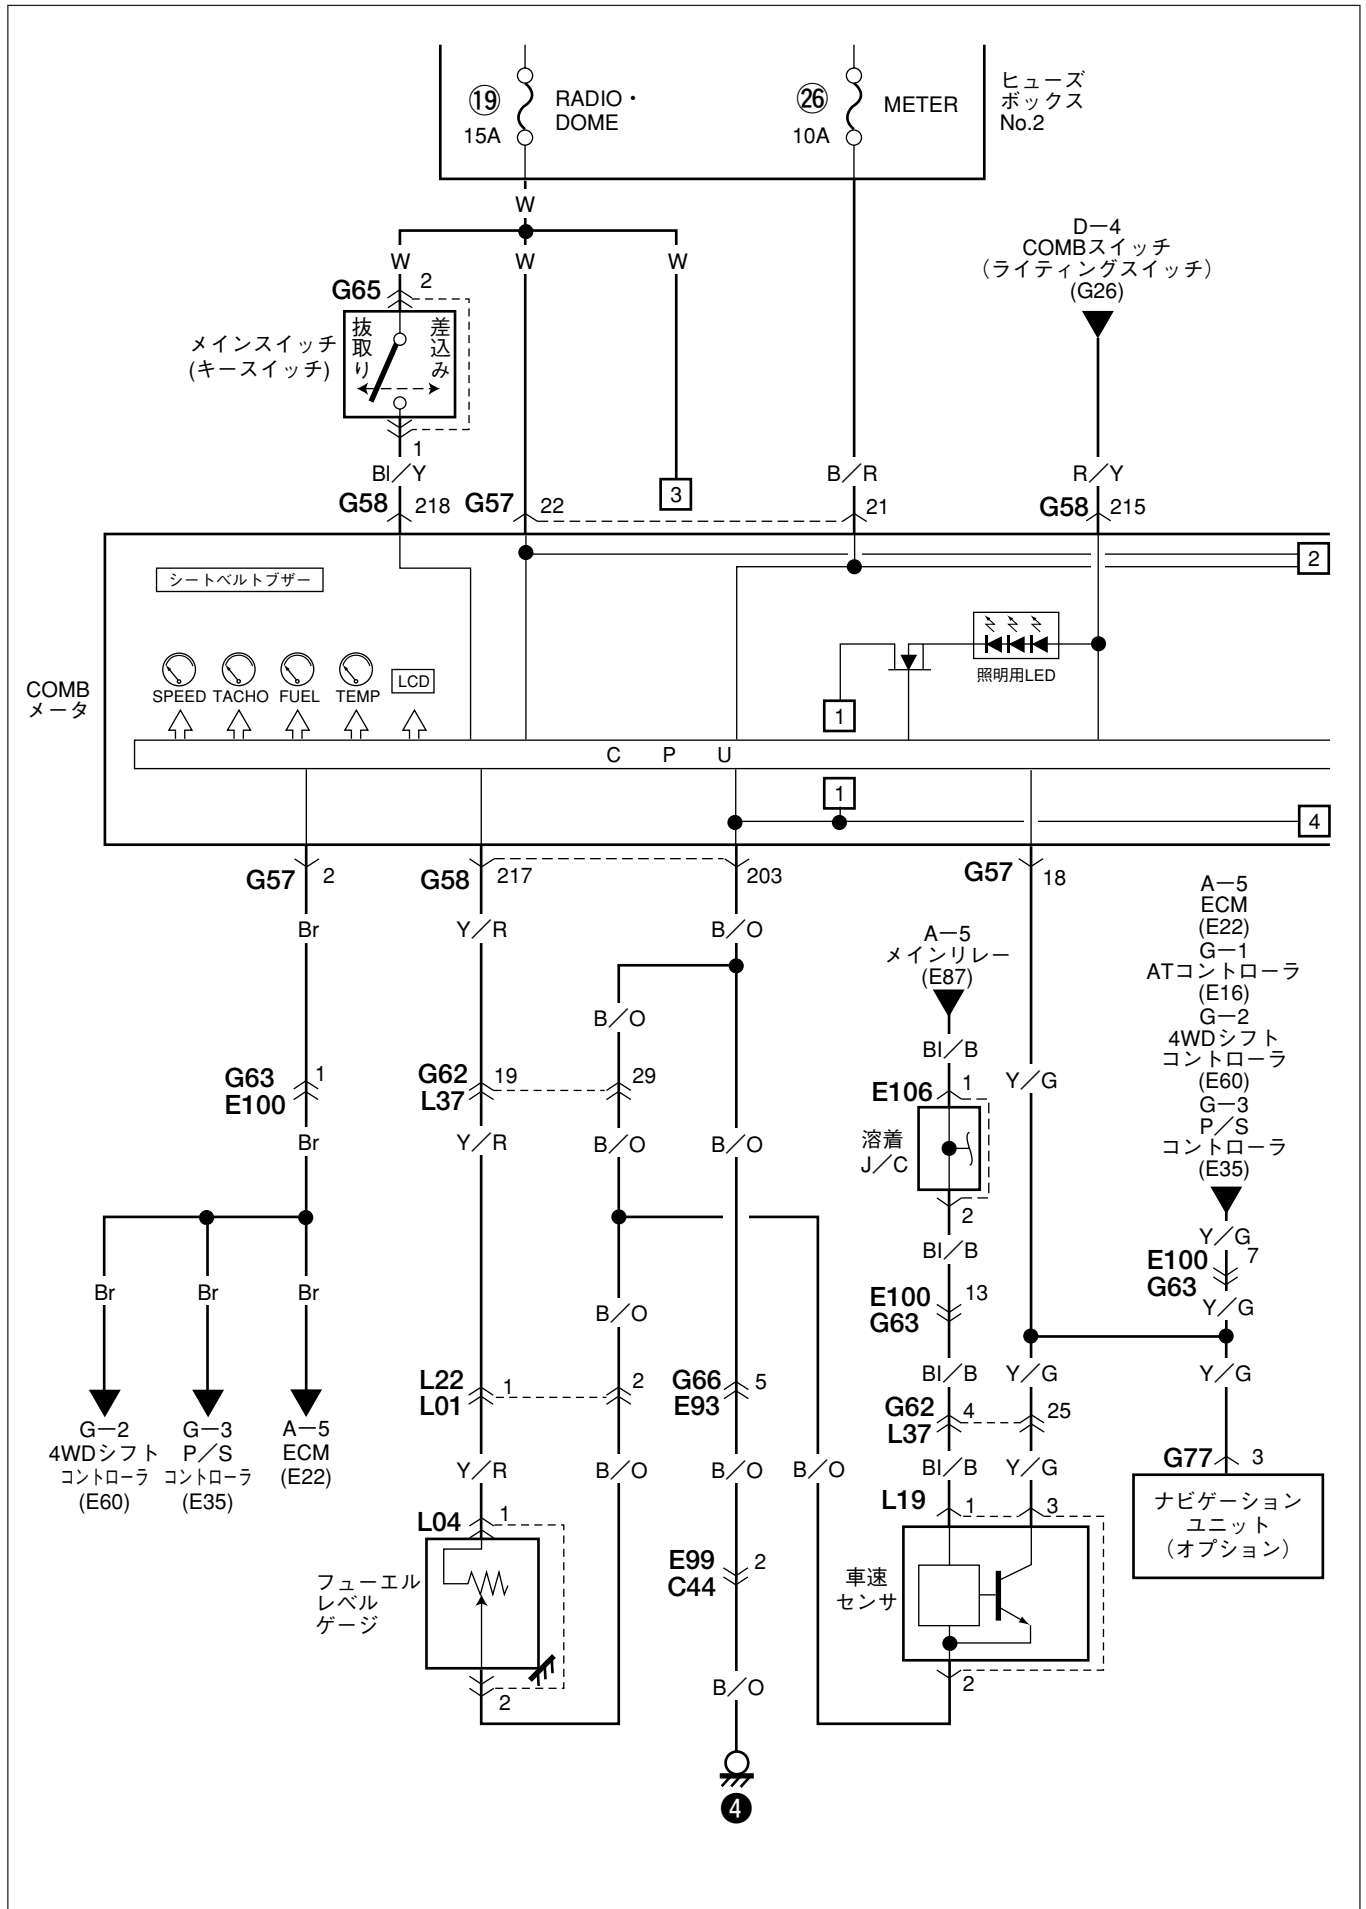 19
15A
RADIO・
DOME
26
10A
METER
ヒューズ
ボックス
No.2
W
W
W
W
D－4
COMBスイッチ
（ライティングスイッチ）
(G26)
G65
2
抜取り
差込み
メインスイッチ
(キースイッチ)
1
Bl／Y
G58
218
G57
22
3
B／R
21
R／Y
G58
215
シートベルトブザー
2
SPEED
TACHO
FUEL
TEMP
LCD
照明用LED
1
COMB
メータ
C P U
1
4
G57
2
G58
217
203
G57
18
Br
Y／R
B／O
A－5
メインリレー
(E87)
A－5
ECM
(E22)
G－1
ATコントローラ
(E16)
G－2
4WDシフト
コントローラ
(E60)
G－3
P／S
コントローラ
(E35)
B／O
Bl／B
G63
E100
1
G62
L37
19
29
E106
1
Y／G
Br
Y／R
B／O
B／O
溶着
J／C
2
Bl／B
Y／G
E100
G63
7
Y／G
Br
Br
Br
B／O
E100
G63
13
L22
L01
1
2
G66
E93
5
Bl／B
Y／G
Y／G
G62
L37
4
25
G－2
4WDシフト
コントローラ
(E60)
G－3
P／S
コントローラ
(E35)
A－5
ECM
(E22)
Y／R
B／O
B／O
B／O
Bl／B
Y／G
G77
3
ナビゲーション
ユニット
（オプション）
L04
1
L19
1
3
フューエル
レベル
ゲージ
E99
C44
2
車速
センサ
2
B／O
2
4